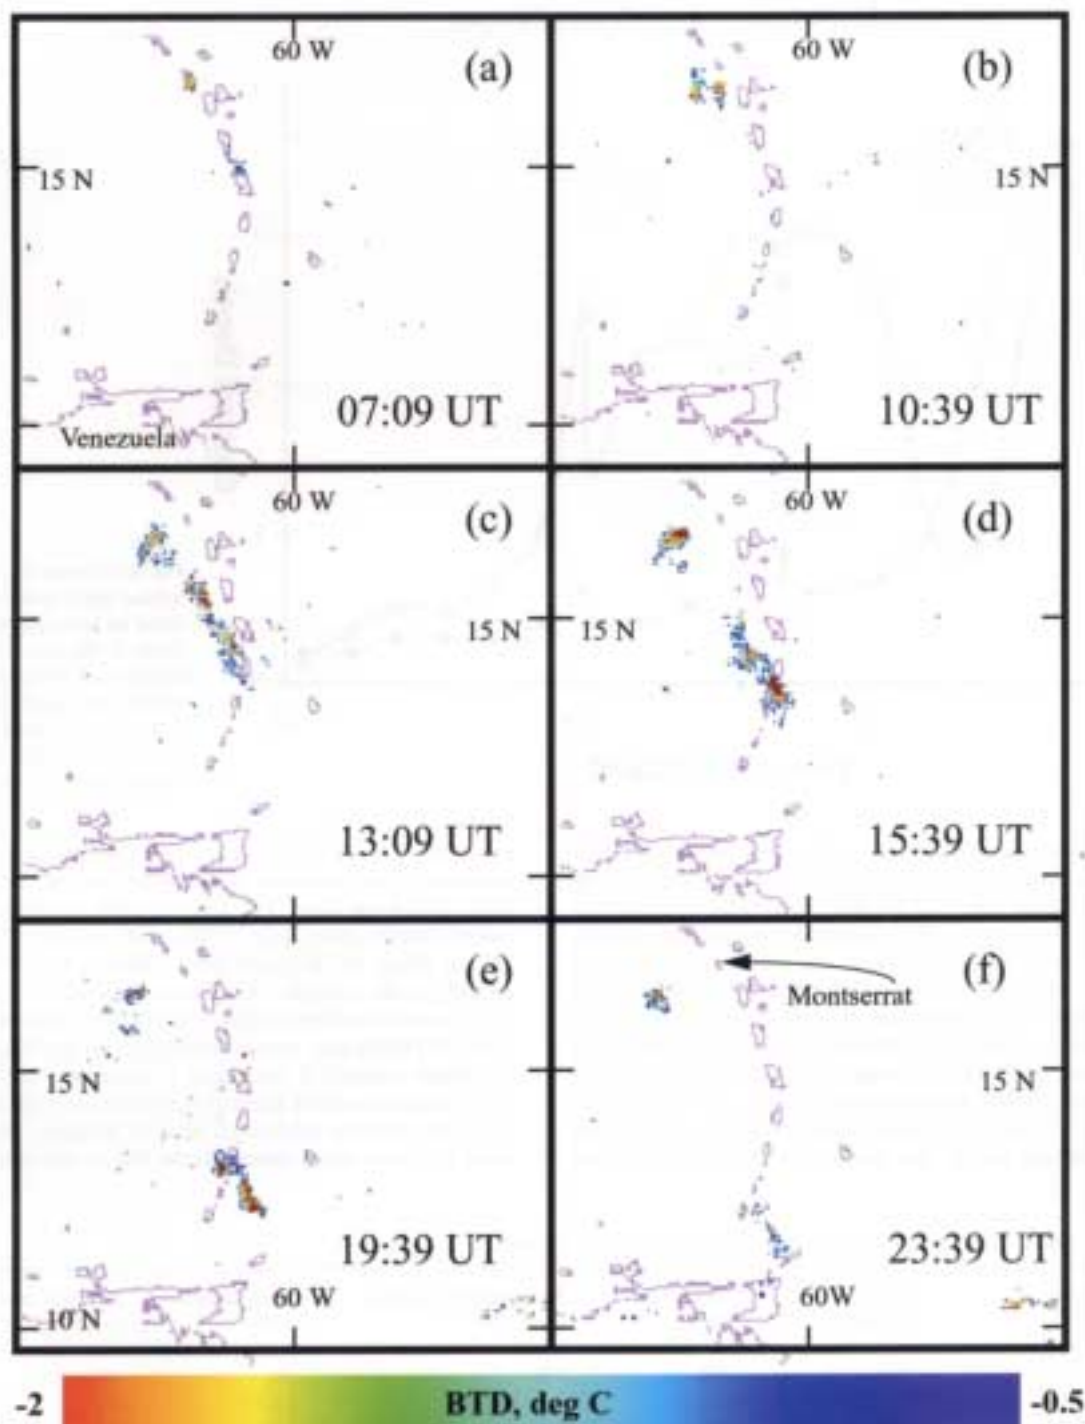 60 W
(a)
15 N
07:09 UT
Venezuela
60 W
(b)
15 N
10:39 UT
60 W
(c)
15 N
13:09 UT
60 W
(d)
15 N
15:39 UT
(e)
15 N
19:39 UT
60 W
10 N
(f)
Montserrat
15 N
23:39 UT
60W
-2 BTD, deg C -0.5